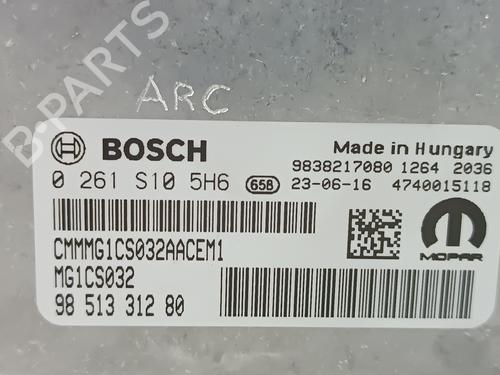 B-PARTS
ARC
BOSCH
Made in Hungary
9838217080 1264 2036
0 261 S10 5H6 658 23-06-16 4740015118
CMMMG1CS032AACEM1
MG1CS032
98 513 312 80
MOPAR